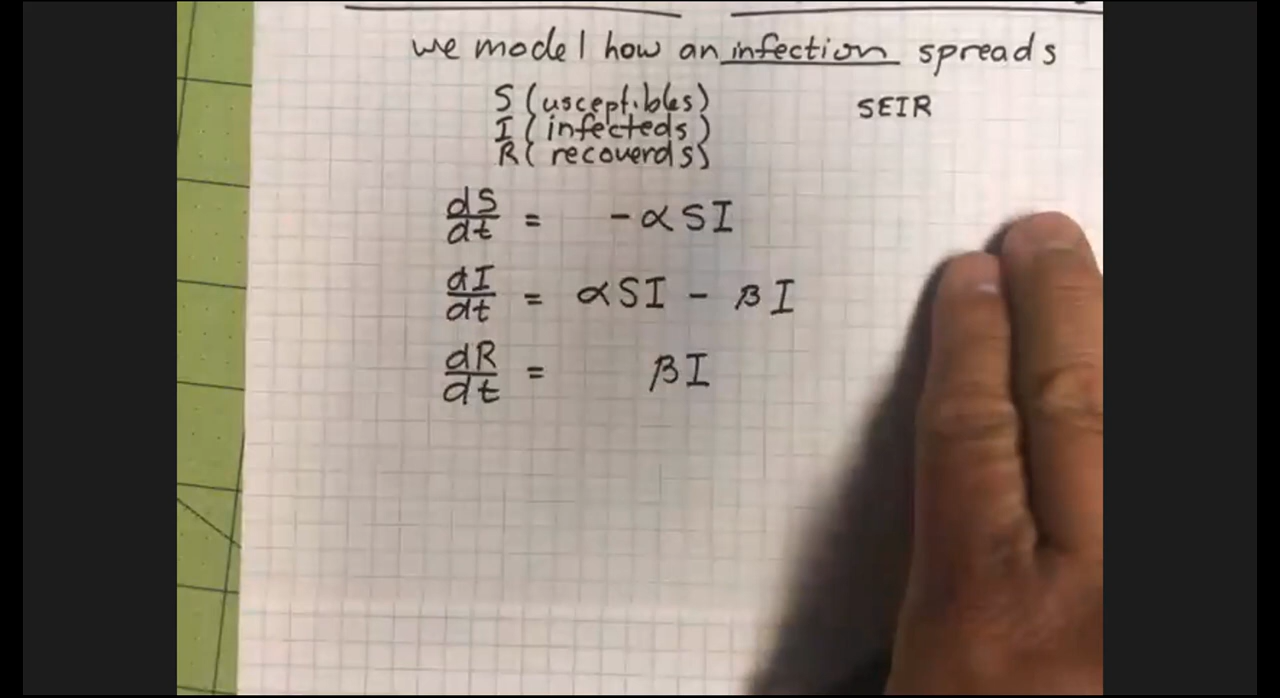 we model how an infection spreads
S (usceptibles)
I (infecteds)
R( recoverds)
SEIR
dS/dt = -αSI
dI/dt = αSI - βI
dR/dt = βI